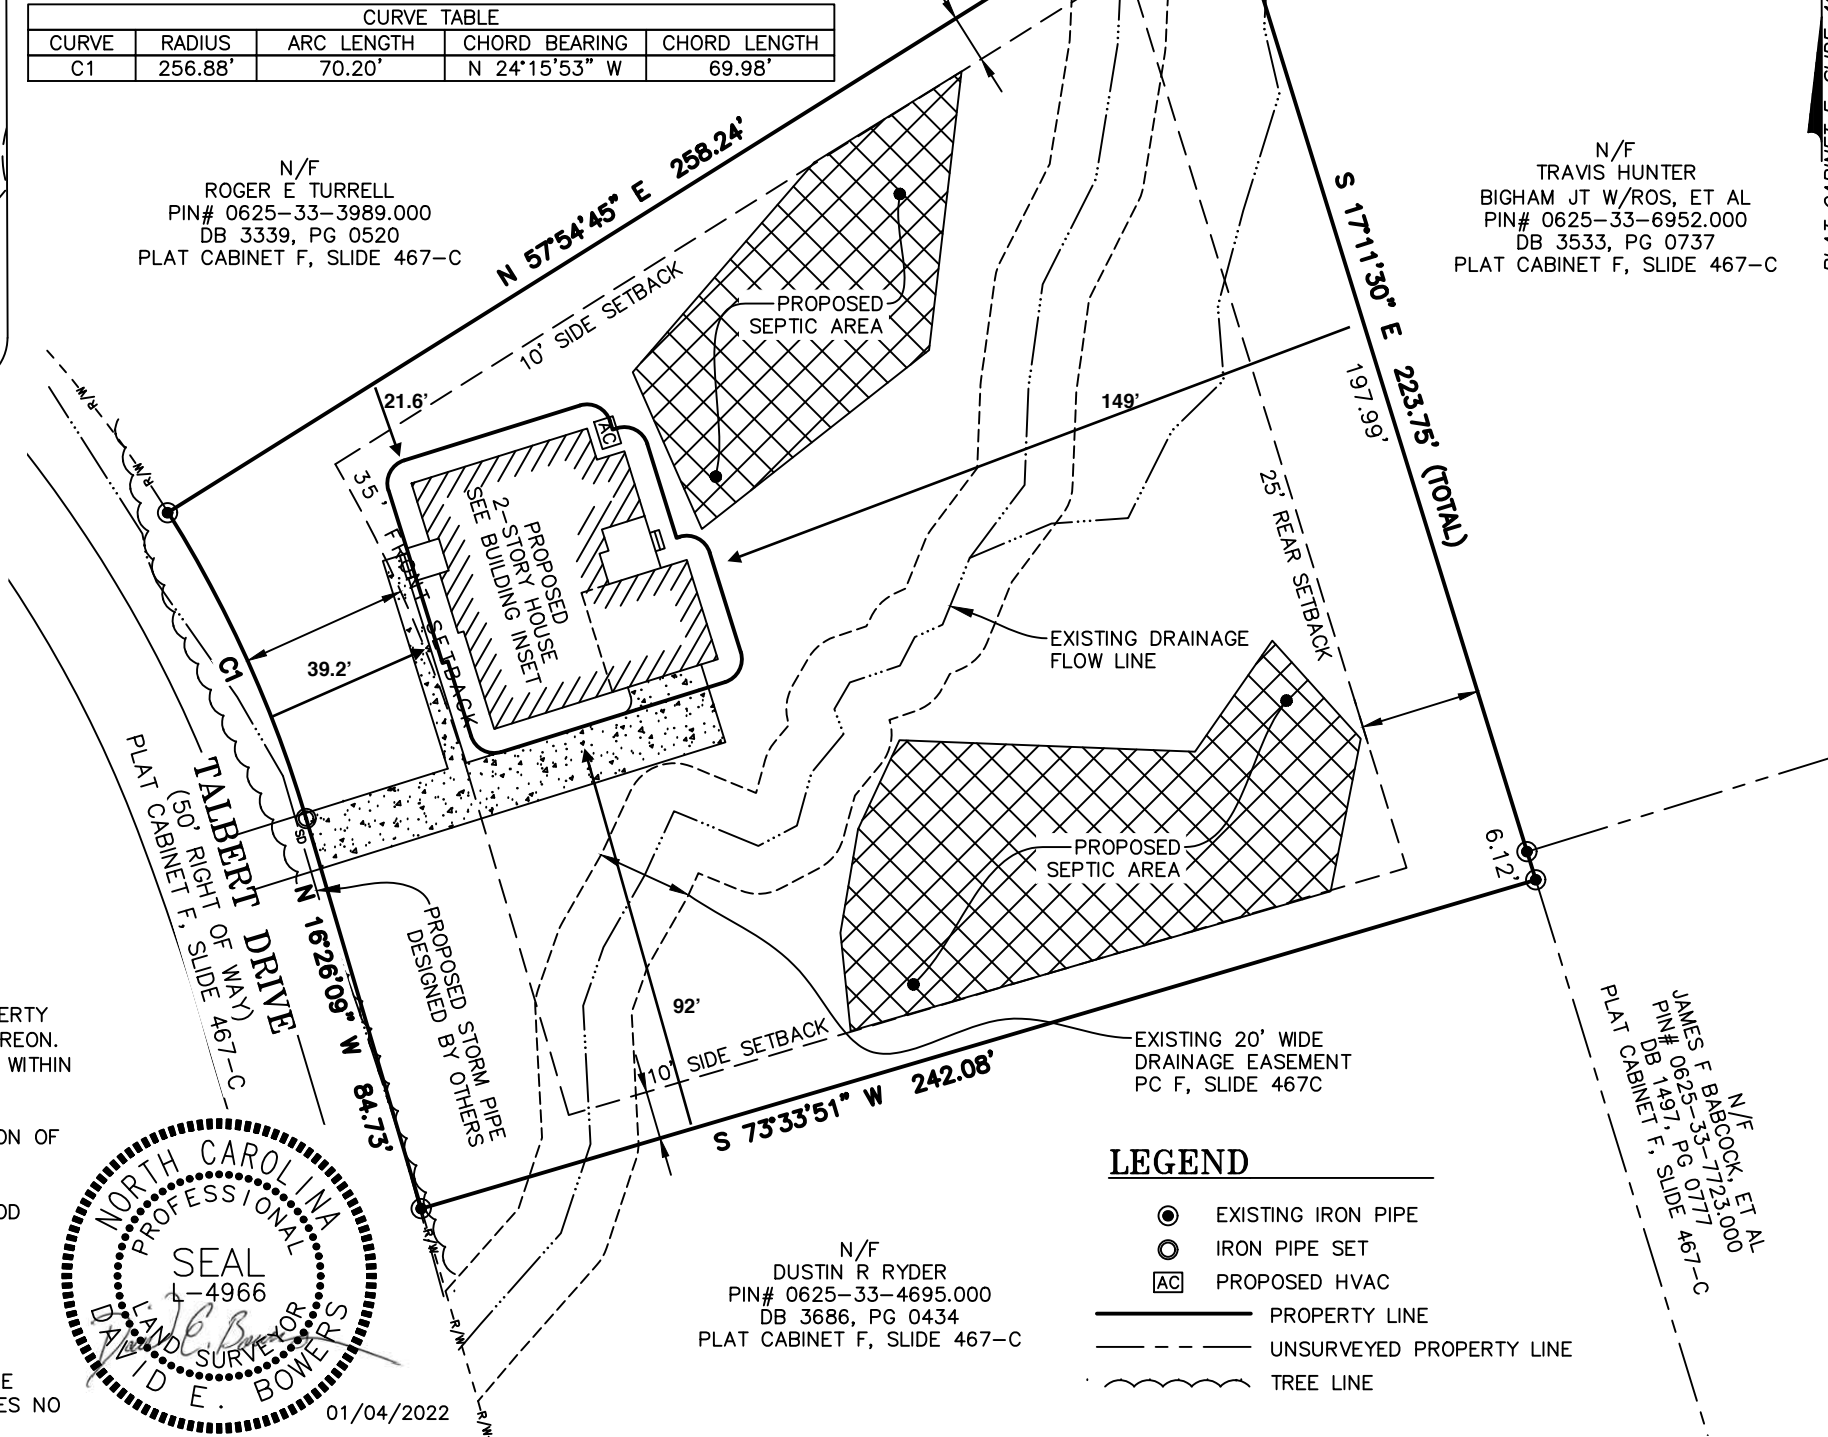 CURVE TABLE
CURVE RADIUS ARC LENGTH CHORD BEARING CHORD LENGTH
C1 256.88' 70.20' N 24°15'53" W 69.98'
N/F
ROGER E TURRELL
PIN# 0625-33-3989.000
DB 3339, PG 0520
PLAT CABINET F, SLIDE 467-C
N 57°54'45" E 258.24'
10' SIDE SETBACK
PROPOSED
SEPTIC AREA
N/F
TRAVIS HUNTER
BIGHAM JT W/ROS, ET AL
PIN# 0625-33-6952.000
DB 3533, PG 0737
PLAT CABINET F, SLIDE 467-C
S 17°11'30" E 223.75' (TOTAL)
197.99'
149'
25' REAR SETBACK
R/W
R/W
21.6'
35' FRONT SETBACK
AC
PROPOSED
2-STORY HOUSE
SEE BUILDING INSET
C1
39.2'
EXISTING DRAINAGE
FLOW LINE
PROPOSED
SEPTIC AREA
6.12'
TALBERT DRIVE
(50' RIGHT OF WAY)
PLAT CABINET F, SLIDE 467-C
SD
N 16°26'09" W 84.73'
PROPOSED STORM PIPE
DESIGNED BY OTHERS
92'
10' SIDE SETBACK
S 73°33'51" W 242.08'
EXISTING 20' WIDE
DRAINAGE EASEMENT
PC F, SLIDE 467C
N/F
JAMES F BABCOCK, ET AL
PIN# 0625-33-7723.000
DB 1497, PG 0777
PLAT CABINET F, SLIDE 467-C
ERTY
REON.
WITHIN
ON OF
OD
E
ES NO
NORTH CAROLINA
PROFESSIONAL
SEAL
L-4966
LAND SURVEYOR
DAVID E. BOWERS
01/04/2022
R/W
R/W
R/W
N/F
DUSTIN R RYDER
PIN# 0625-33-4695.000
DB 3686, PG 0434
PLAT CABINET F, SLIDE 467-C
LEGEND
EXISTING IRON PIPE
IRON PIPE SET
AC PROPOSED HVAC
PROPERTY LINE
UNSURVEYED PROPERTY LINE
TREE LINE